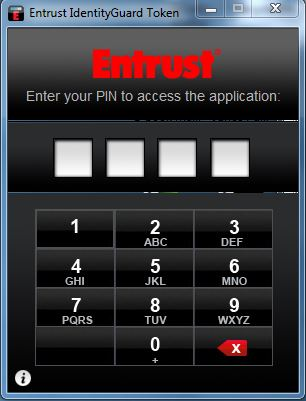 Entrust IdentityGuard Token
Entrust
Enter your PIN to access the application:
1 2 3
ABC DEF
4 5 6
GHI JKL MNO
7 8 9
PQRS TUV WXYZ
0 X
+
i